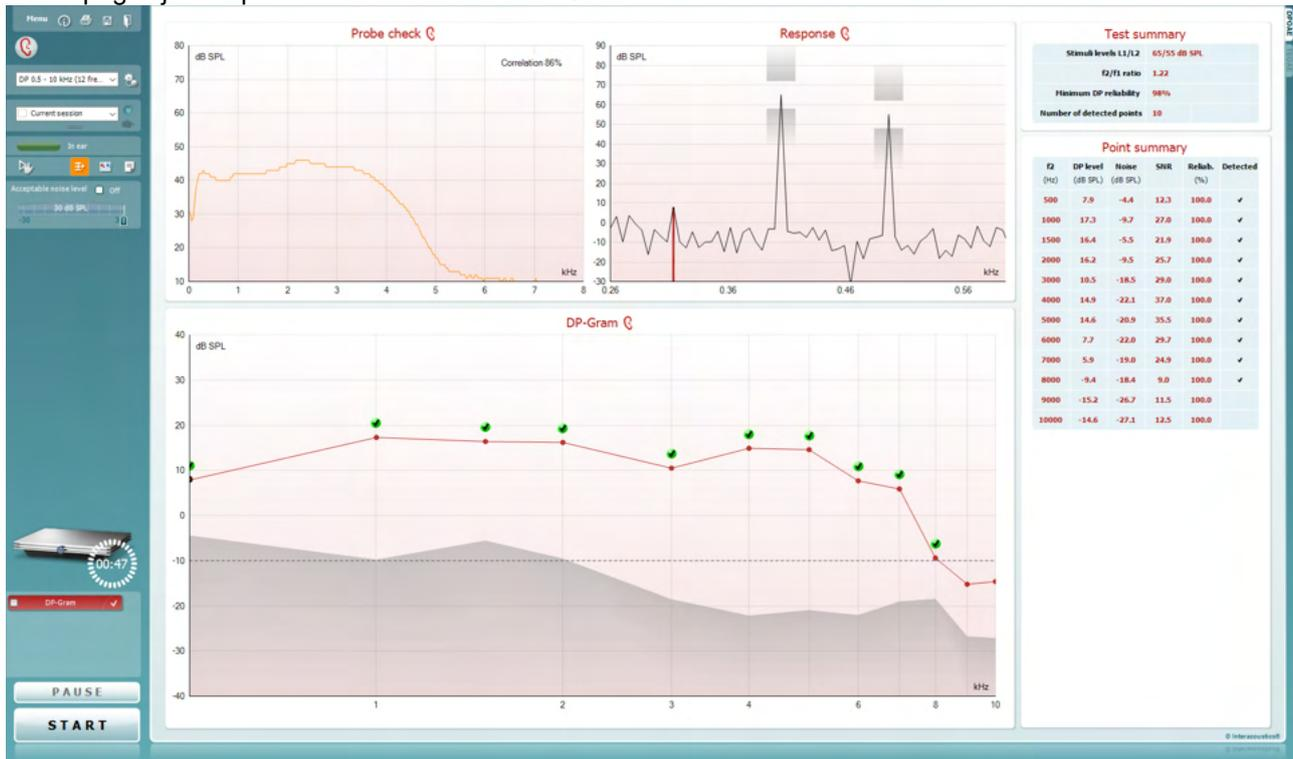 Menu
DP 0.5 - 10 kHz (12 fre...
Current session
In ear
Acceptable noise level Off
30 dB SPL
-30
00:47
DP-Gram
PAUSE
START
Probe check
80
dB SPL
Correlation 86%
70
60
50
40
30
20
10
kHz
0 1 2 3 4 5 6 7 8
Response
90
dB SPL
80
70
60
50
40
30
20
10
0
-10
-20
-30
kHz
0.26 0.36 0.46 0.56
DP-Gram
40
dB SPL
30
20
10
0
-10
-20
-30
-40
kHz
1 2 3 4 6 8 10
Test summary
Stimuli levels L1/L2 65/55 dB SPL
f2/f1 ratio 1.22
Minimum DP reliability 98%
Number of detected points 10
Point summary
f2 DP level Noise SNR Reliab. Detected
(Hz) (dB SPL) (dB SPL) (%)
500 7.9 -4.4 12.3 100.0 ✔
1000 17.3 -9.7 27.0 100.0 ✔
1500 16.4 -5.5 21.9 100.0 ✔
2000 16.2 -9.5 25.7 100.0 ✔
3000 10.5 -18.5 29.0 100.0 ✔
4000 14.9 -22.1 37.0 100.0 ✔
5000 14.6 -20.9 35.5 100.0 ✔
6000 7.7 -22.0 29.7 100.0 ✔
7000 5.9 -19.0 24.9 100.0 ✔
8000 -9.4 -18.4 9.0 100.0 ✔
9000 -15.2 -26.7 11.5 100.0
10000 -14.6 -27.1 12.5 100.0
DPOAE
© Interacoustics®